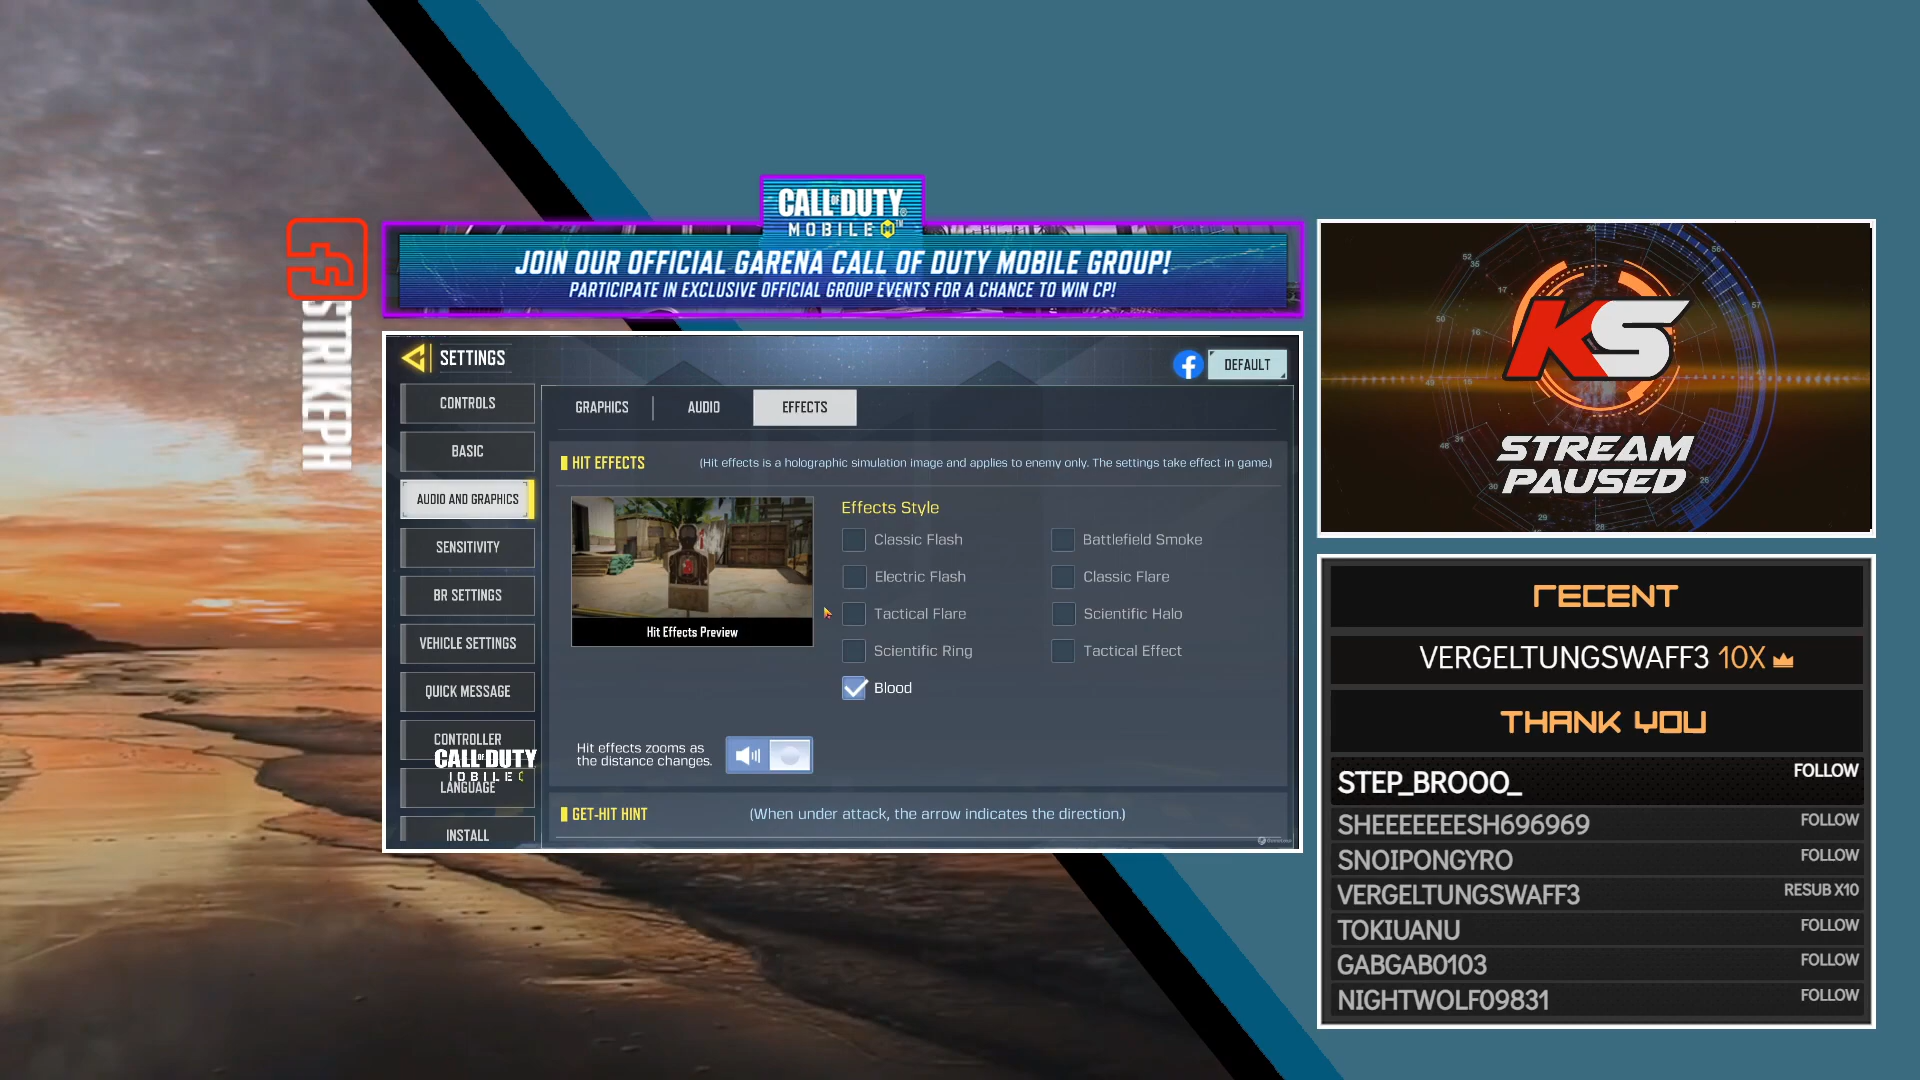 CALL OF DUTY
MOBILE
JOIN OUR OFFICIAL GARENA CALL OF DUTY MOBILE GROUP!
PARTICIPATE IN EXCLUSIVE OFFICIAL GROUP EVENTS FOR A CHANCE TO WIN CP!
STRIKEPH
SETTINGS
DEFAULT
CONTROLS
BASIC
AUDIO AND GRAPHICS
SENSITIVITY
BR SETTINGS
VEHICLE SETTINGS
QUICK MESSAGE
CONTROLLER
CALL OF DUTY
LANGUAGE
INSTALL
GRAPHICS
AUDIO
EFFECTS
HIT EFFECTS
(Hit effects is a holographic simulation image and applies to enemy only. The settings take effect in game.)
Hit Effects Preview
Effects Style
Classic Flash
Battlefield Smoke
Electric Flash
Classic Flare
Tactical Flare
Scientific Halo
Scientific Ring
Tactical Effect
Blood
Hit effects zooms as
the distance changes.
GET-HIT HINT
(When under attack, the arrow indicates the direction.)
KS
STREAM
PAUSED
RECENT
VERGELTUNGSWAFF3 10X
THANK YOU
STEP_BROOO_ FOLLOW
SHEEEEEEESH696969 FOLLOW
SNOIPONGYRO FOLLOW
VERGELTUNGSWAFF3 RESUB X10
TOKIUANU FOLLOW
GABGAB0103 FOLLOW
NIGHTWOLF09831 FOLLOW